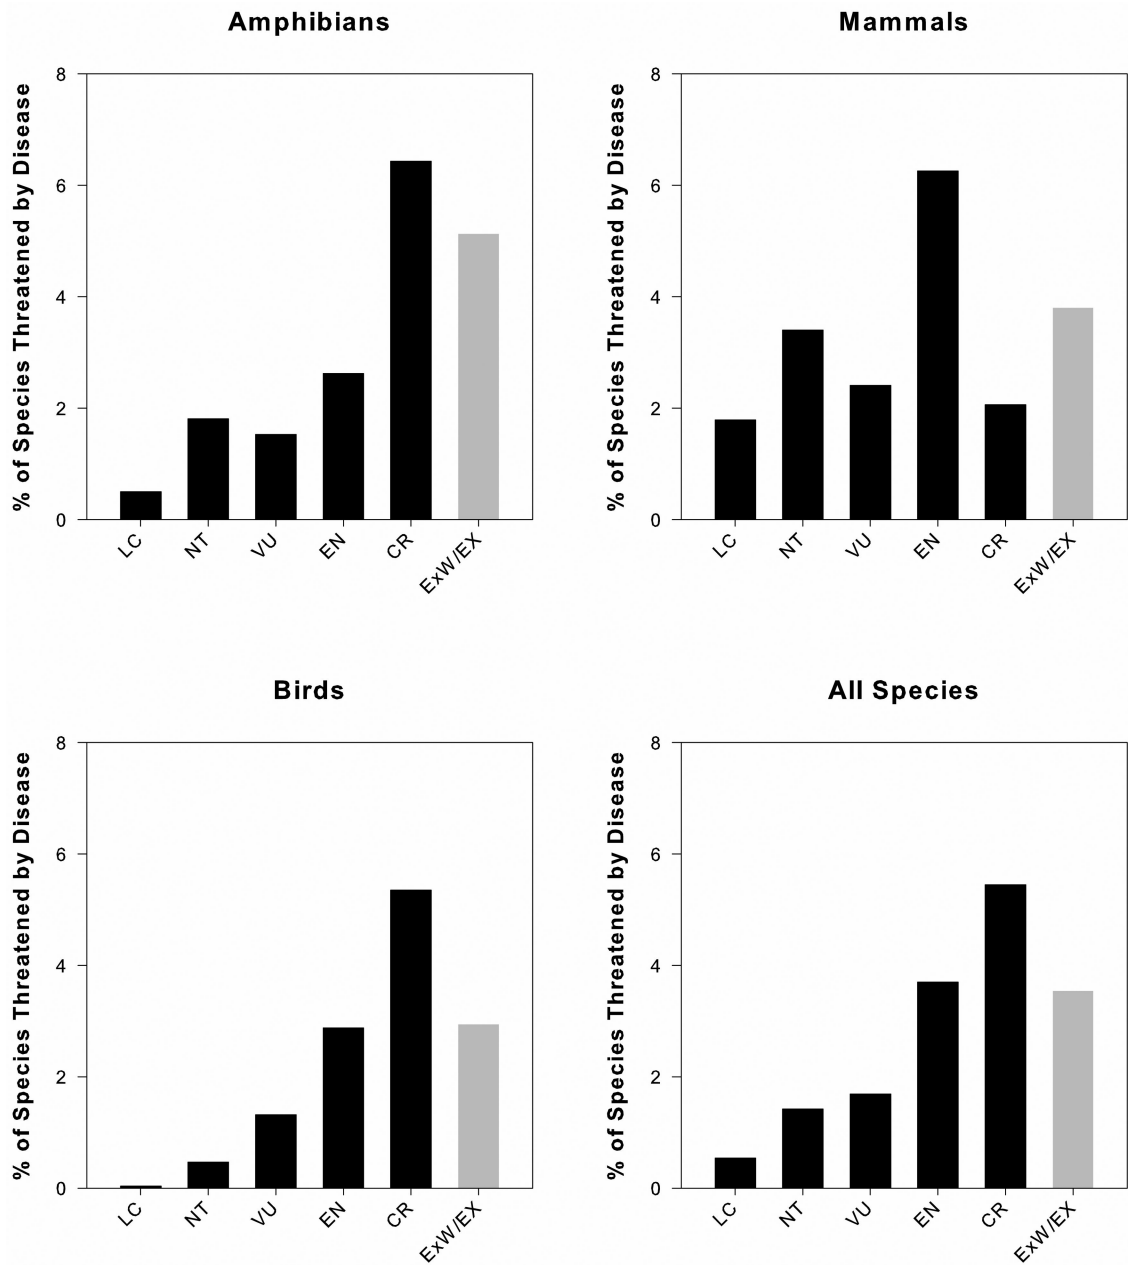 Amphibians
% of Species Threatened by Disease
8
6
4
2
0
LC
NT
VU
EN
CR
ExW/EX
Mammals
% of Species Threatened by Disease
8
6
4
2
0
LC
NT
VU
EN
CR
ExW/EX
Birds
% of Species Threatened by Disease
8
6
4
2
0
LC
NT
VU
EN
CR
ExW/EX
All Species
% of Species Threatened by Disease
8
6
4
2
0
LC
NT
VU
EN
CR
ExW/EX